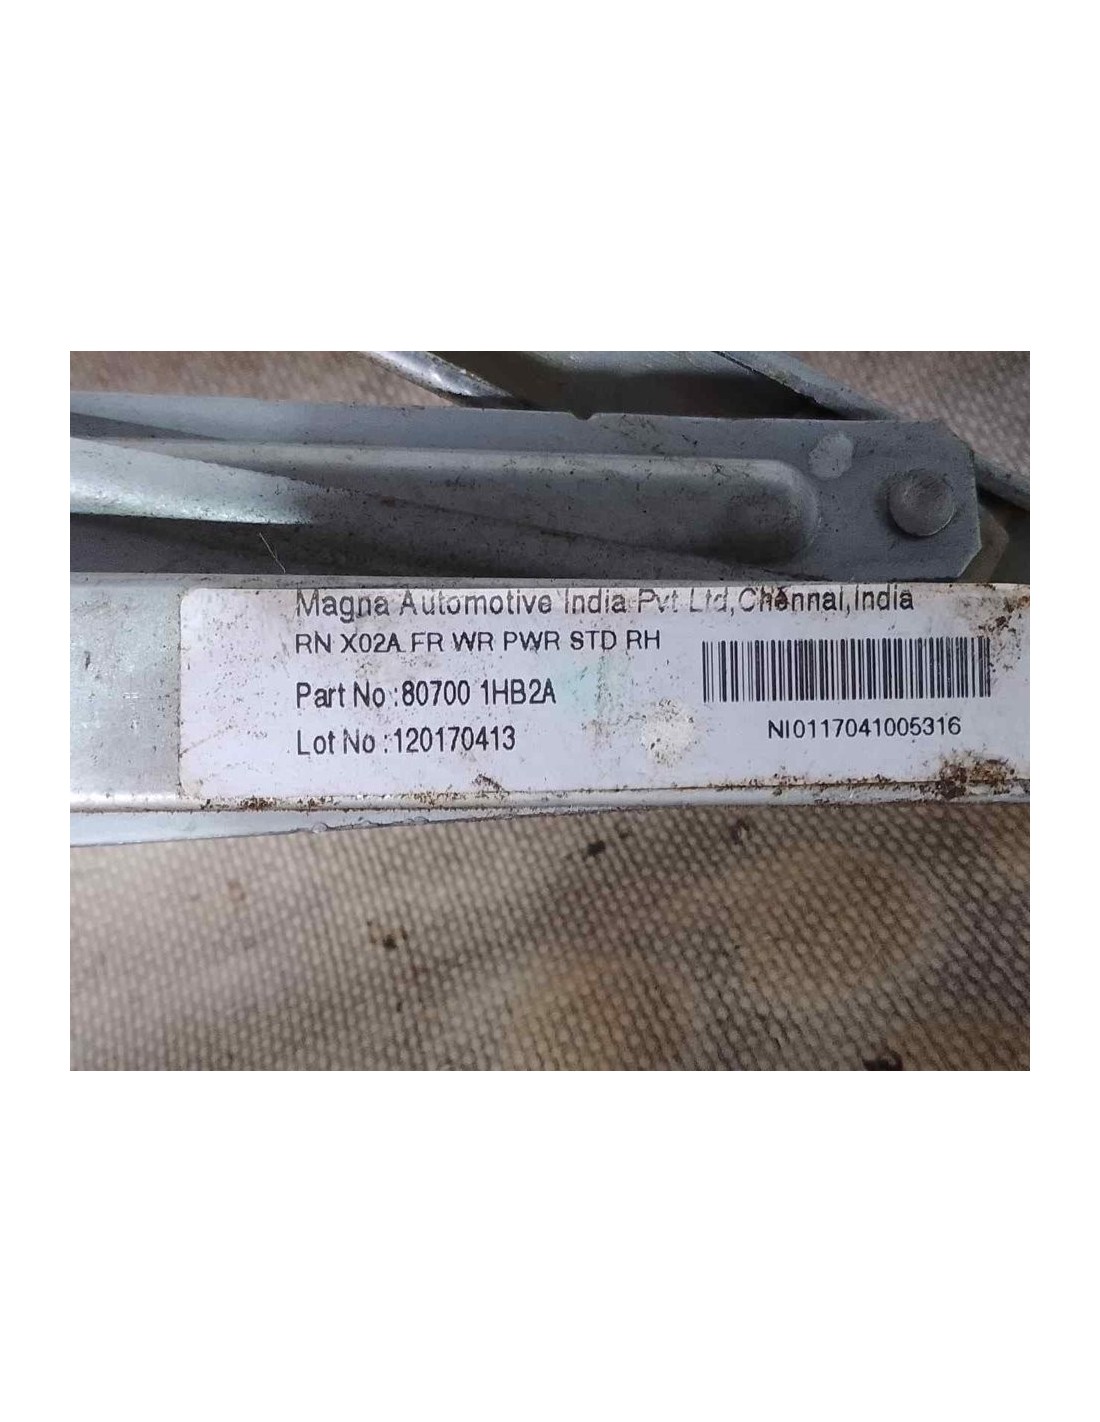 Magna Automotive India Pvt Ltd,Chennai,India
RN X02A FR WR PWR STD RH
Part No :80700 1HB2A
Lot No :120170413
NI0117041005316